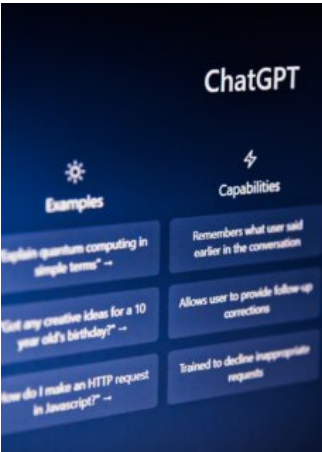 ChatGPT
Examples
"Explain quantum computing in
simple terms" →
"Got any creative ideas for a 10
year old's birthday?" →
How do I make an HTTP request
in Javascript?" →
Capabilities
Remembers what user said
earlier in the conversation
Allows user to provide follow-up
corrections
Trained to decline inappropriate
requests